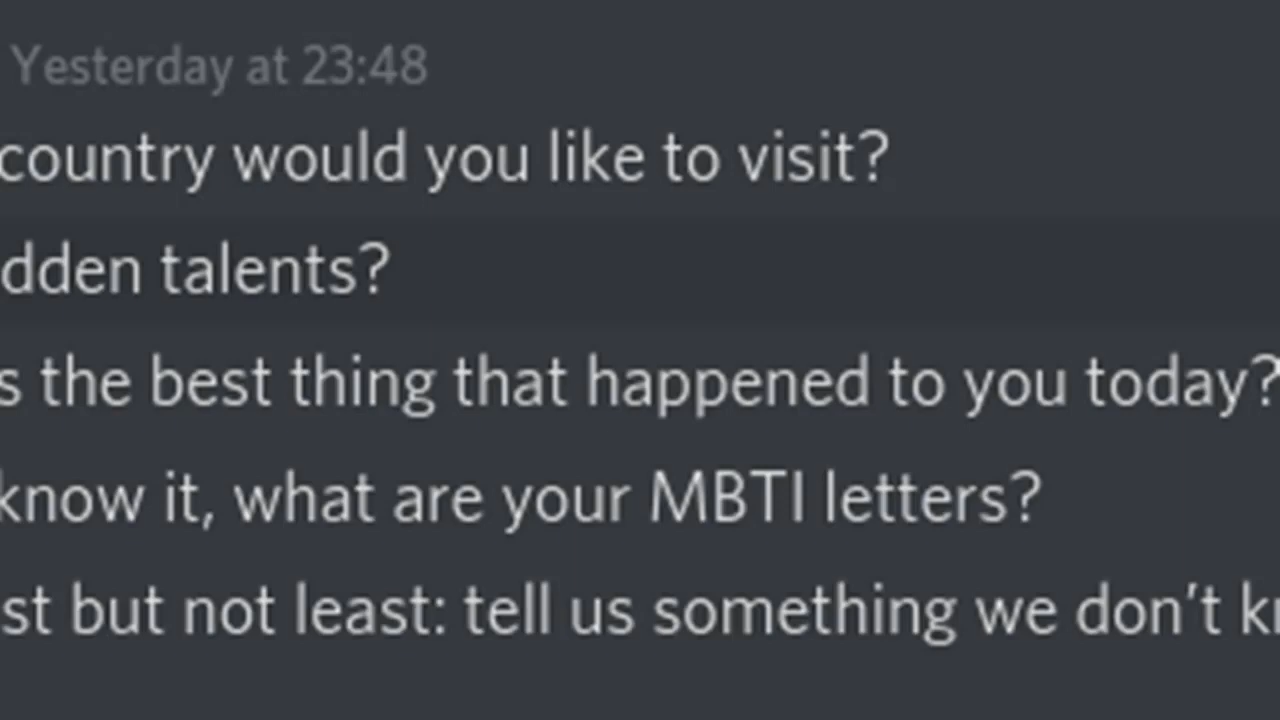 Yesterday at 23:48
country would you like to visit?
dden talents?
s the best thing that happened to you today?
know it, what are your MBTI letters?
st but not least: tell us something we don't kn